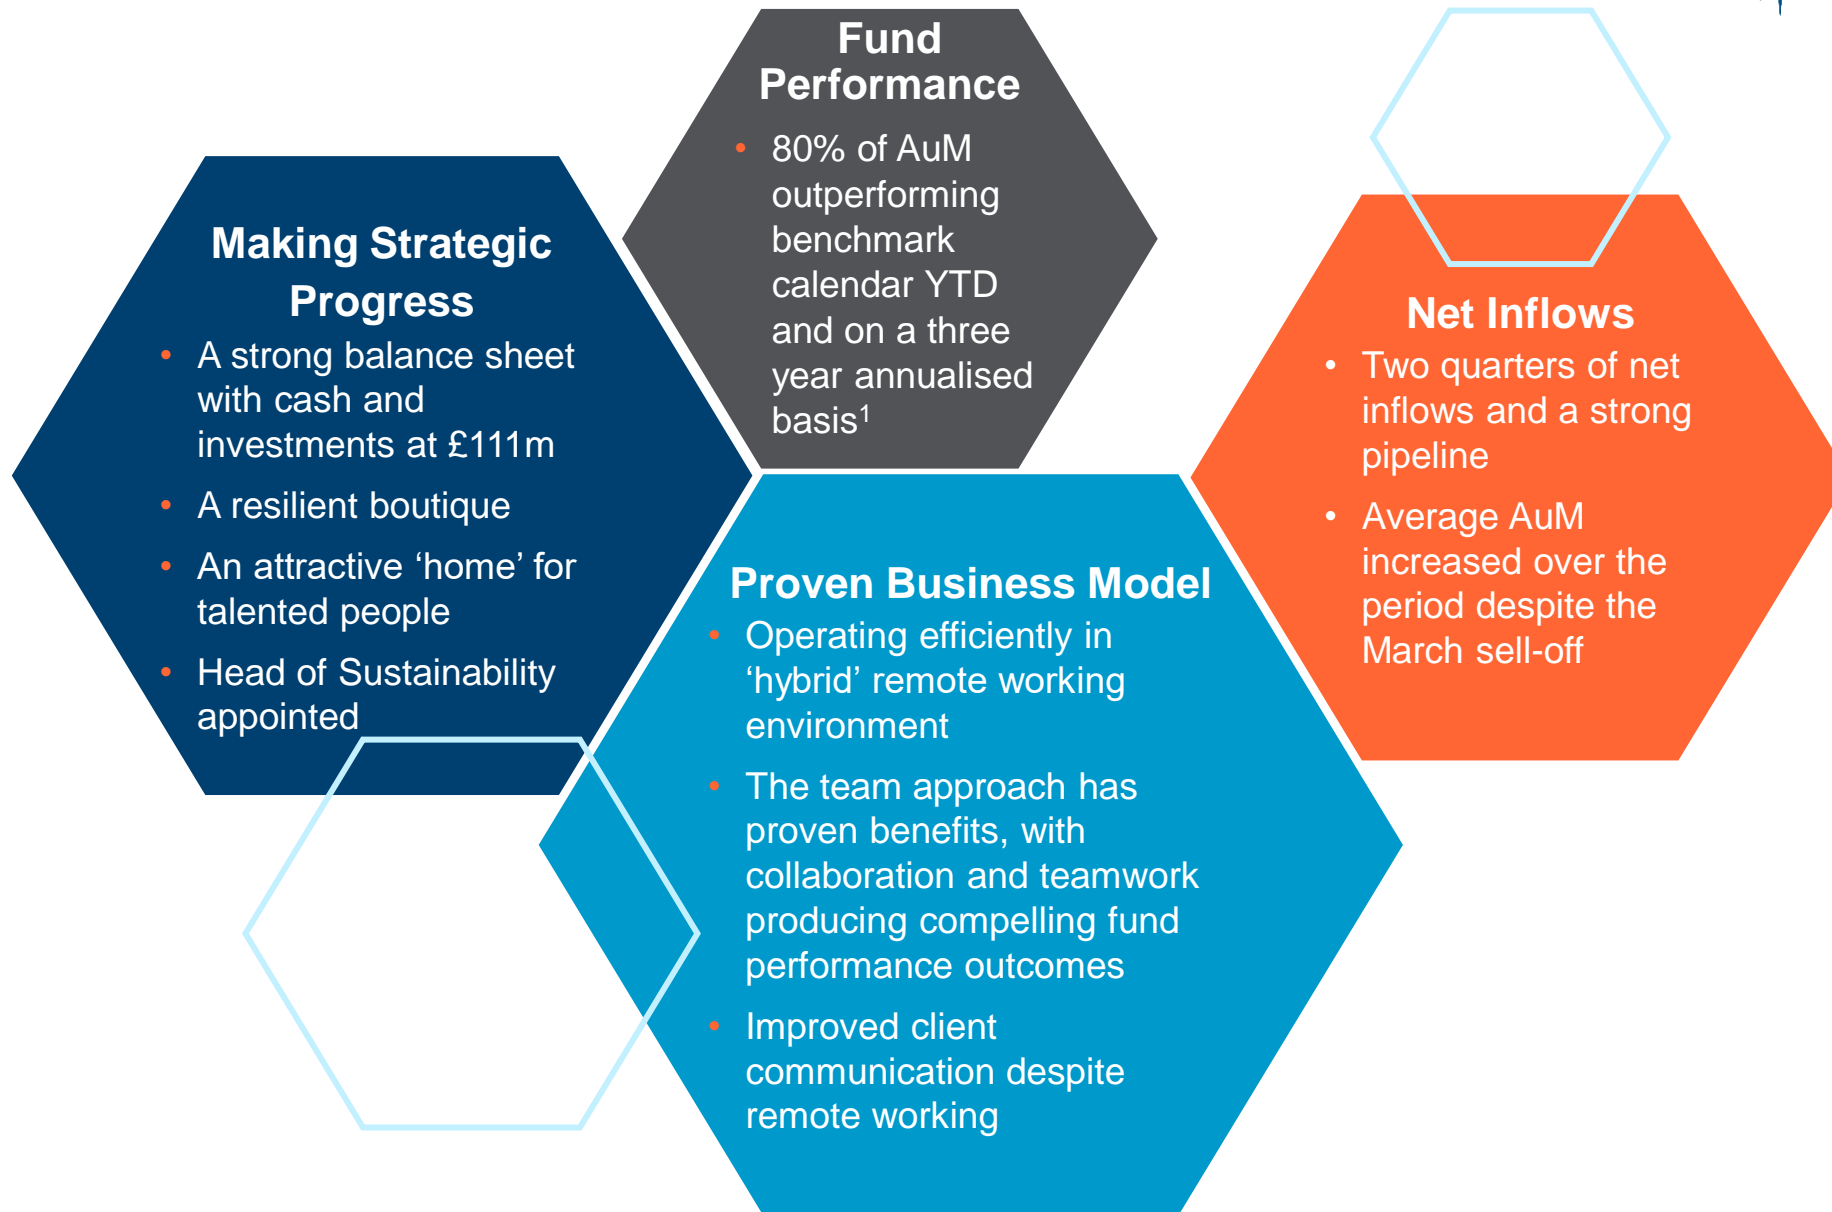 Fund
Performance
• 80% of AuM
outperforming
benchmark
calendar YTD
and on a three
year annualised
basis¹
Making Strategic
Progress
• A strong balance sheet
with cash and
investments at £111m
• A resilient boutique
• An attractive ‘home’ for
talented people
• Head of Sustainability
appointed
Net Inflows
• Two quarters of net
inflows and a strong
pipeline
• Average AuM
increased over the
period despite the
March sell-off
Proven Business Model
• Operating efficiently in
‘hybrid’ remote working
environment
• The team approach has
proven benefits, with
collaboration and teamwork
producing compelling fund
performance outcomes
• Improved client
communication despite
remote working